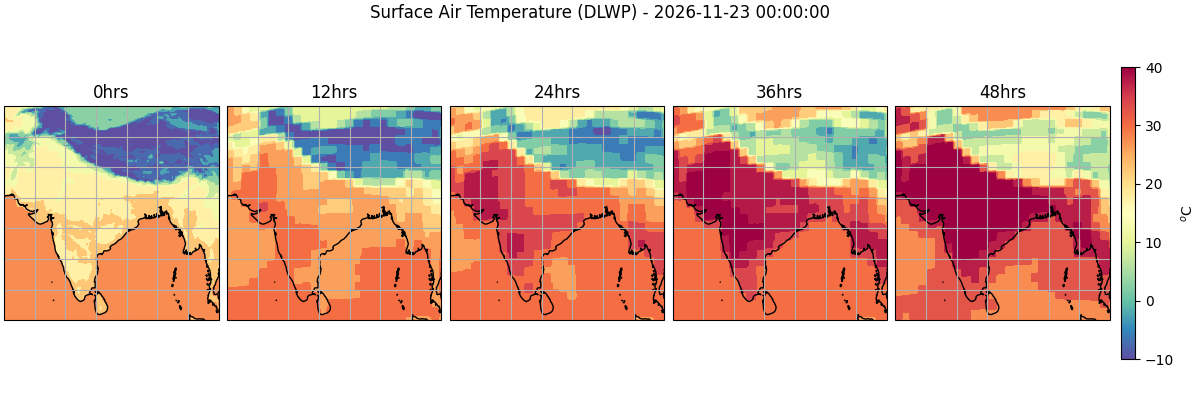 Surface Air Temperature (DLWP) - 2026-11-23 00:00:00
0hrs
12hrs
24hrs
36hrs
48hrs
40
30
20
10
0
−10
°C